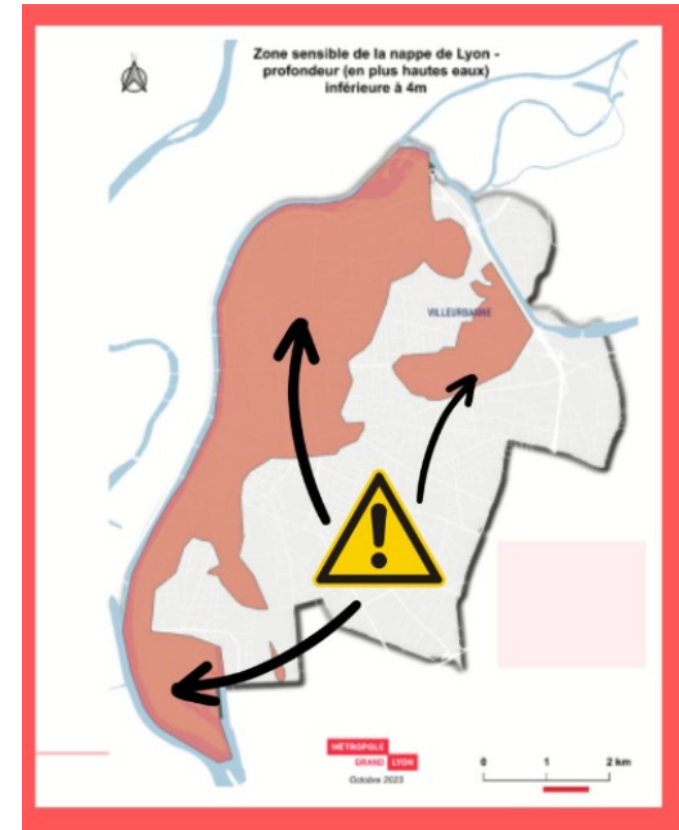 Zone sensible de la nappe de Lyon -
profondeur (en plus hautes eaux)
inférieure à 4m
VILLEURBANNE
MÉTROPOLE
GRAND LYON
Octobre 2023
0 1 2 km